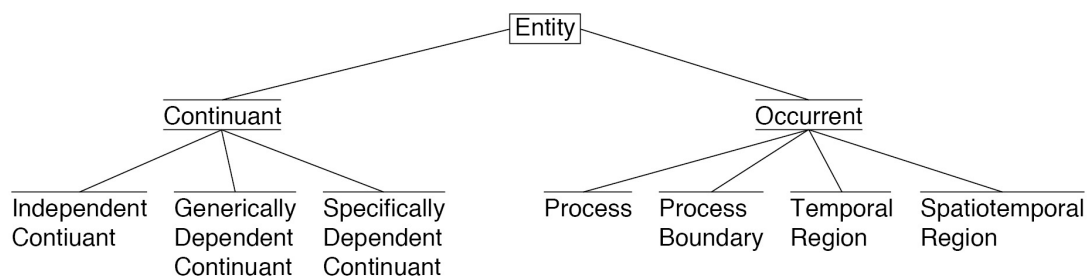 Entity
Continuant
Occurrent
Independent
Contiuant
Generically
Dependent
Continuant
Specifically
Dependent
Continuant
Process
Process
Boundary
Temporal
Region
Spatiotemporal
Region